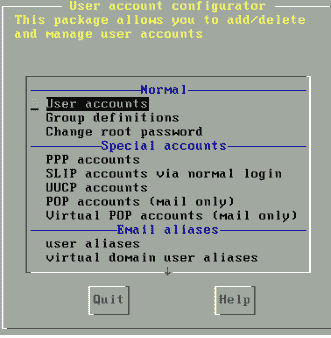 User account configurator
This package allows you to add/delete
and manage user accounts
Normal
User accounts
Group definitions
Change root password
Special accounts
PPP accounts
SLIP accounts via normal login
UUCP accounts
POP accounts (mail only)
Virtual POP accounts (mail only)
Email aliases
user aliases
virtual domain user aliases
Quit Help